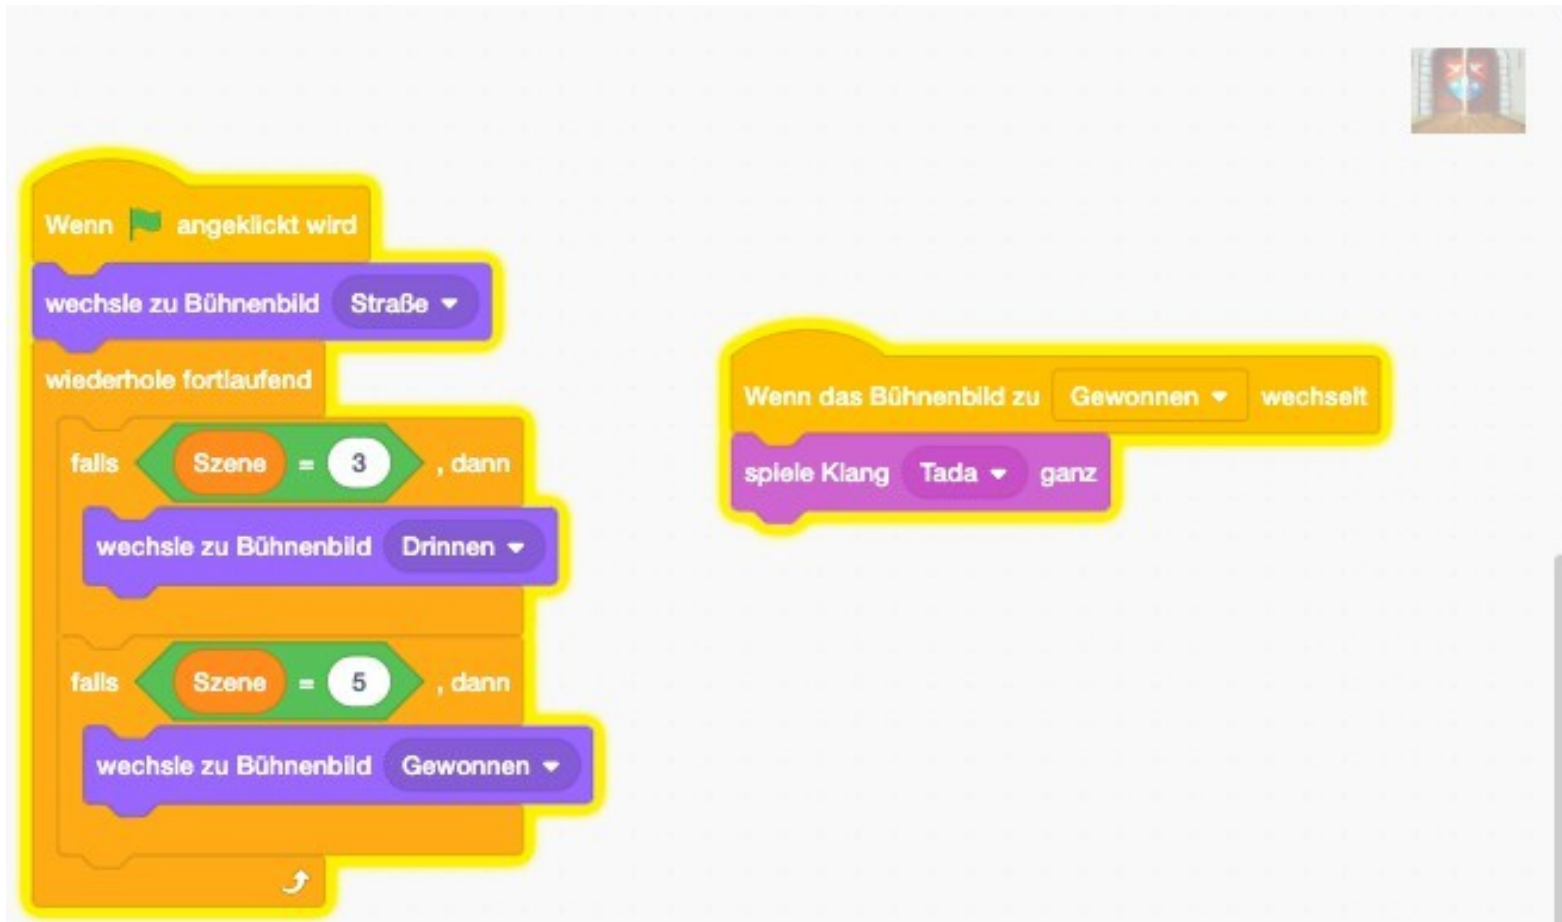 Wenn angeklickt wird
wechsle zu Bühnenbild Straße
wiederhole fortlaufend
falls Szene = 3 , dann
wechsle zu Bühnenbild Drinnen
falls Szene = 5 , dann
wechsle zu Bühnenbild Gewonnen
Wenn das Bühnenbild zu Gewonnen wechselt
spiele Klang Tada ganz